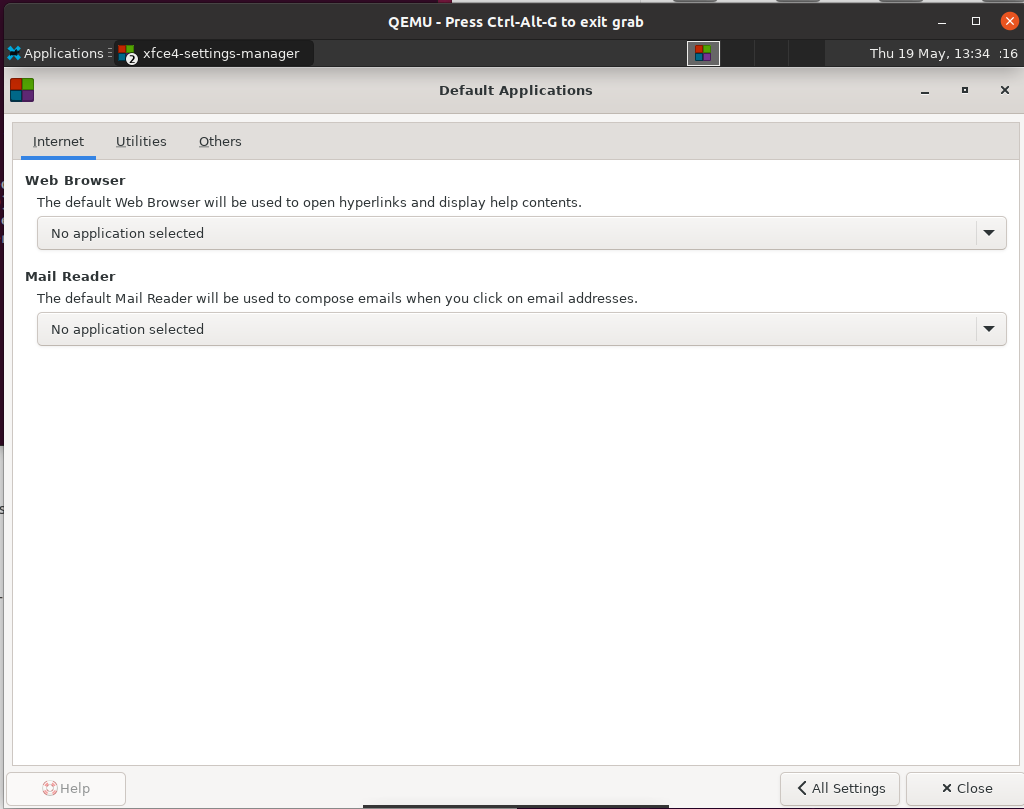 QEMU - Press Ctrl-Alt-G to exit grab
Applications
2
xfce4-settings-manager
Thu 19 May, 13:34 :16
Default Applications
Internet
Utilities
Others
Web Browser
The default Web Browser will be used to open hyperlinks and display help contents.
No application selected
Mail Reader
The default Mail Reader will be used to compose emails when you click on email addresses.
No application selected
Help
All Settings
Close